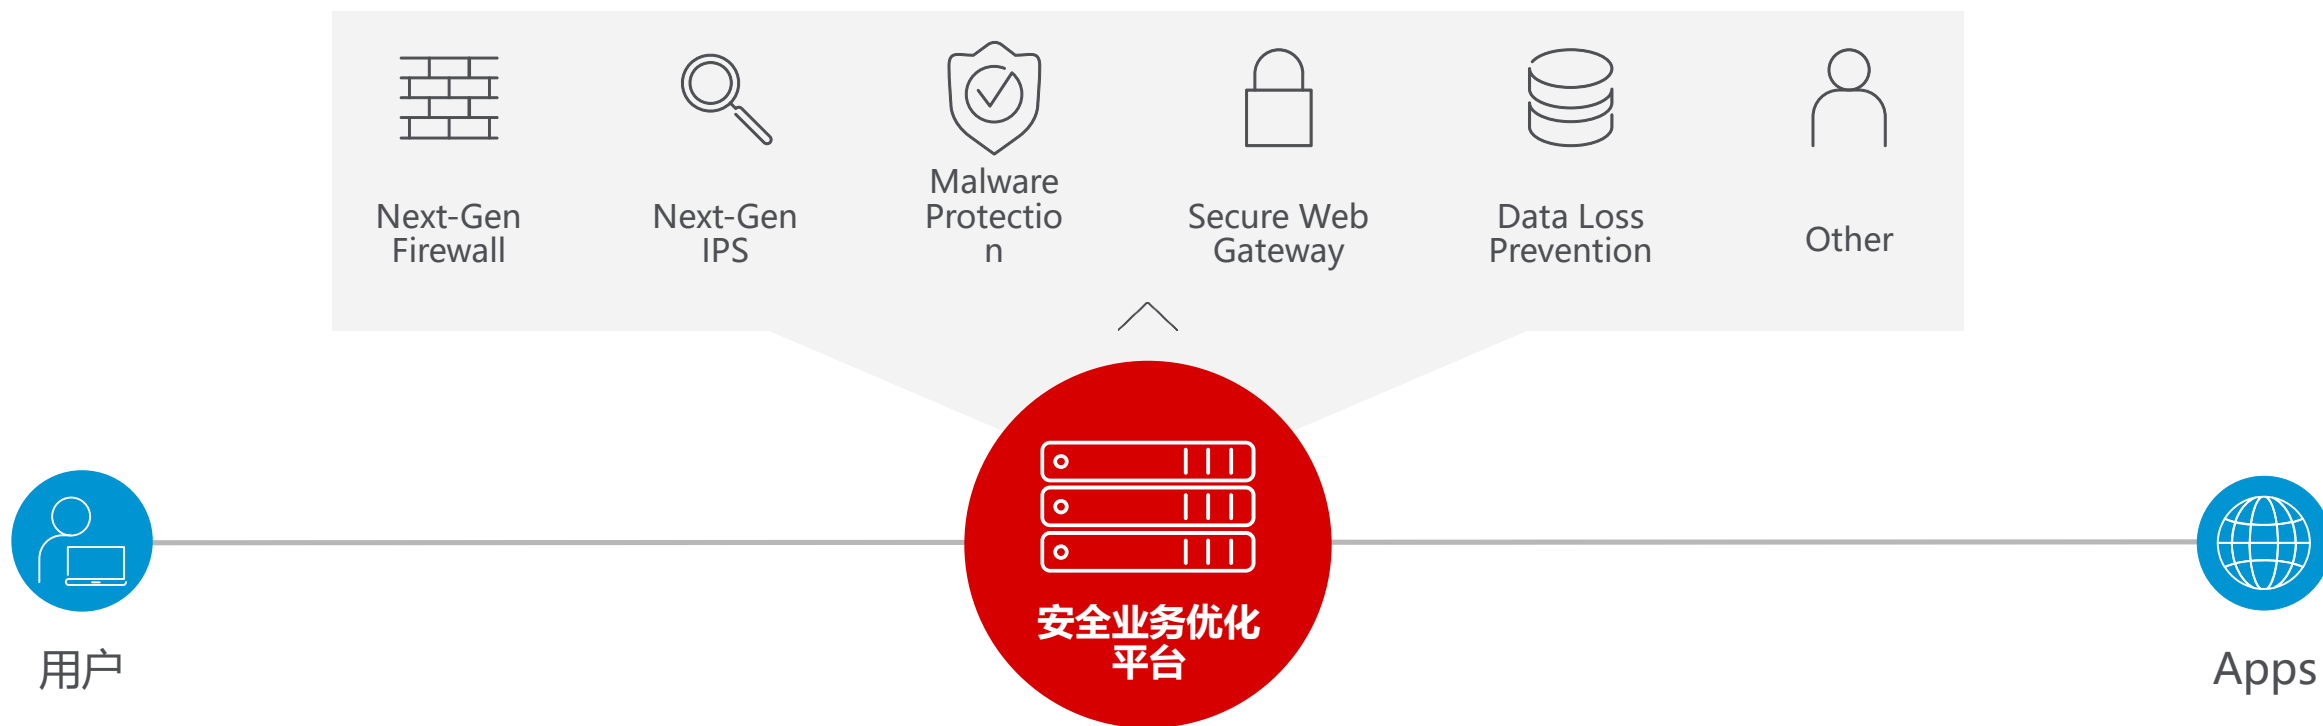 Next-Gen
Firewall
Next-Gen
IPS
Malware
Protectio
n
Secure Web
Gateway
Data Loss
Prevention
Other
安全业务优化
平台
用户
Apps